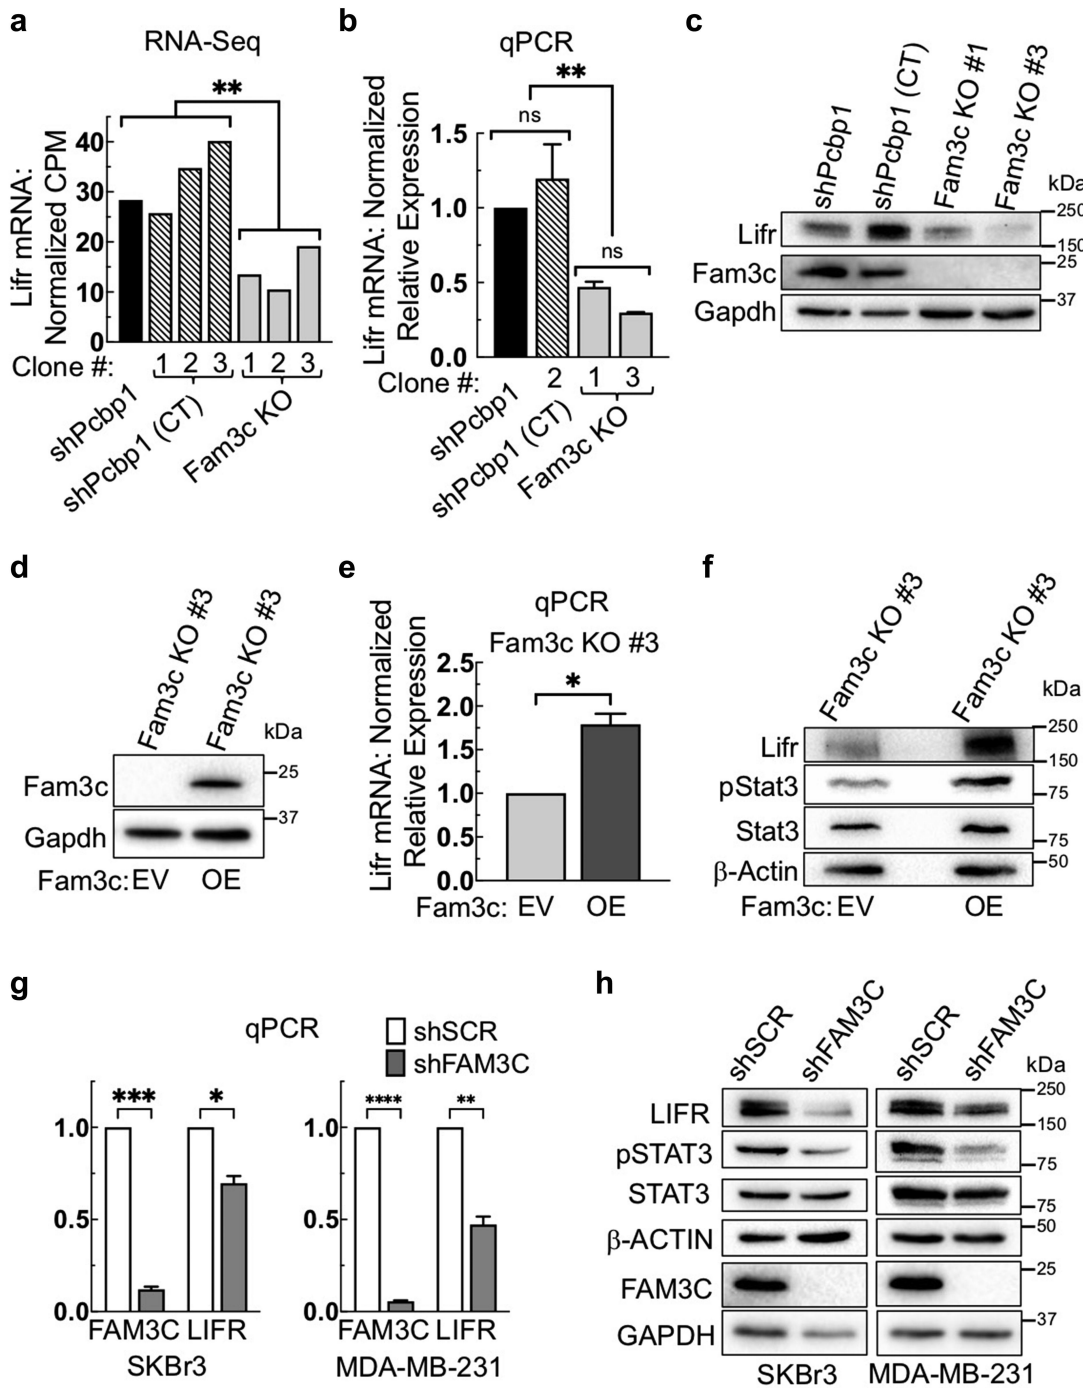 a
RNA-Seq
**
Lifr mRNA:
Normalized CPM
40
30
20
10
0
Clone #: 1 2 3 1 2 3
shPcbp1
shPcbp1 (CT)
Fam3c KO
b
qPCR
**
ns
ns
Lifr mRNA: Normalized
Relative Expression
1.5
1.0
0.5
0.0
Clone #: 2 1 3
shPcbp1
shPcbp1 (CT)
Fam3c KO
c
shPcbp1
shPcbp1 (CT)
Fam3c KO #1
Fam3c KO #3
kDa
Lifr
250
150
Fam3c
25
Gapdh
37
d
Fam3c KO #3
Fam3c KO #3
kDa
Fam3c
25
Gapdh
37
Fam3c: EV OE
e
qPCR
Fam3c KO #3
*
Lifr mRNA: Normalized
Relative Expression
2.5
2.0
1.5
1.0
0.5
0.0
Fam3c: EV OE
f
Fam3c KO #3
Fam3c KO #3
kDa
Lifr
250
150
pStat3
75
Stat3
75
β-Actin
50
Fam3c: EV OE
g
qPCR
shSCR
shFAM3C
*** *
1.0
0.5
0.0
FAM3C LIFR
SKBr3
**** **
1.0
0.5
0.0
FAM3C LIFR
MDA-MB-231
h
shSCR
shFAM3C
shSCR
shFAM3C
kDa
LIFR
250
150
pSTAT3
75
STAT3
75
β-ACTIN
50
FAM3C
25
GAPDH
37
SKBr3 MDA-MB-231